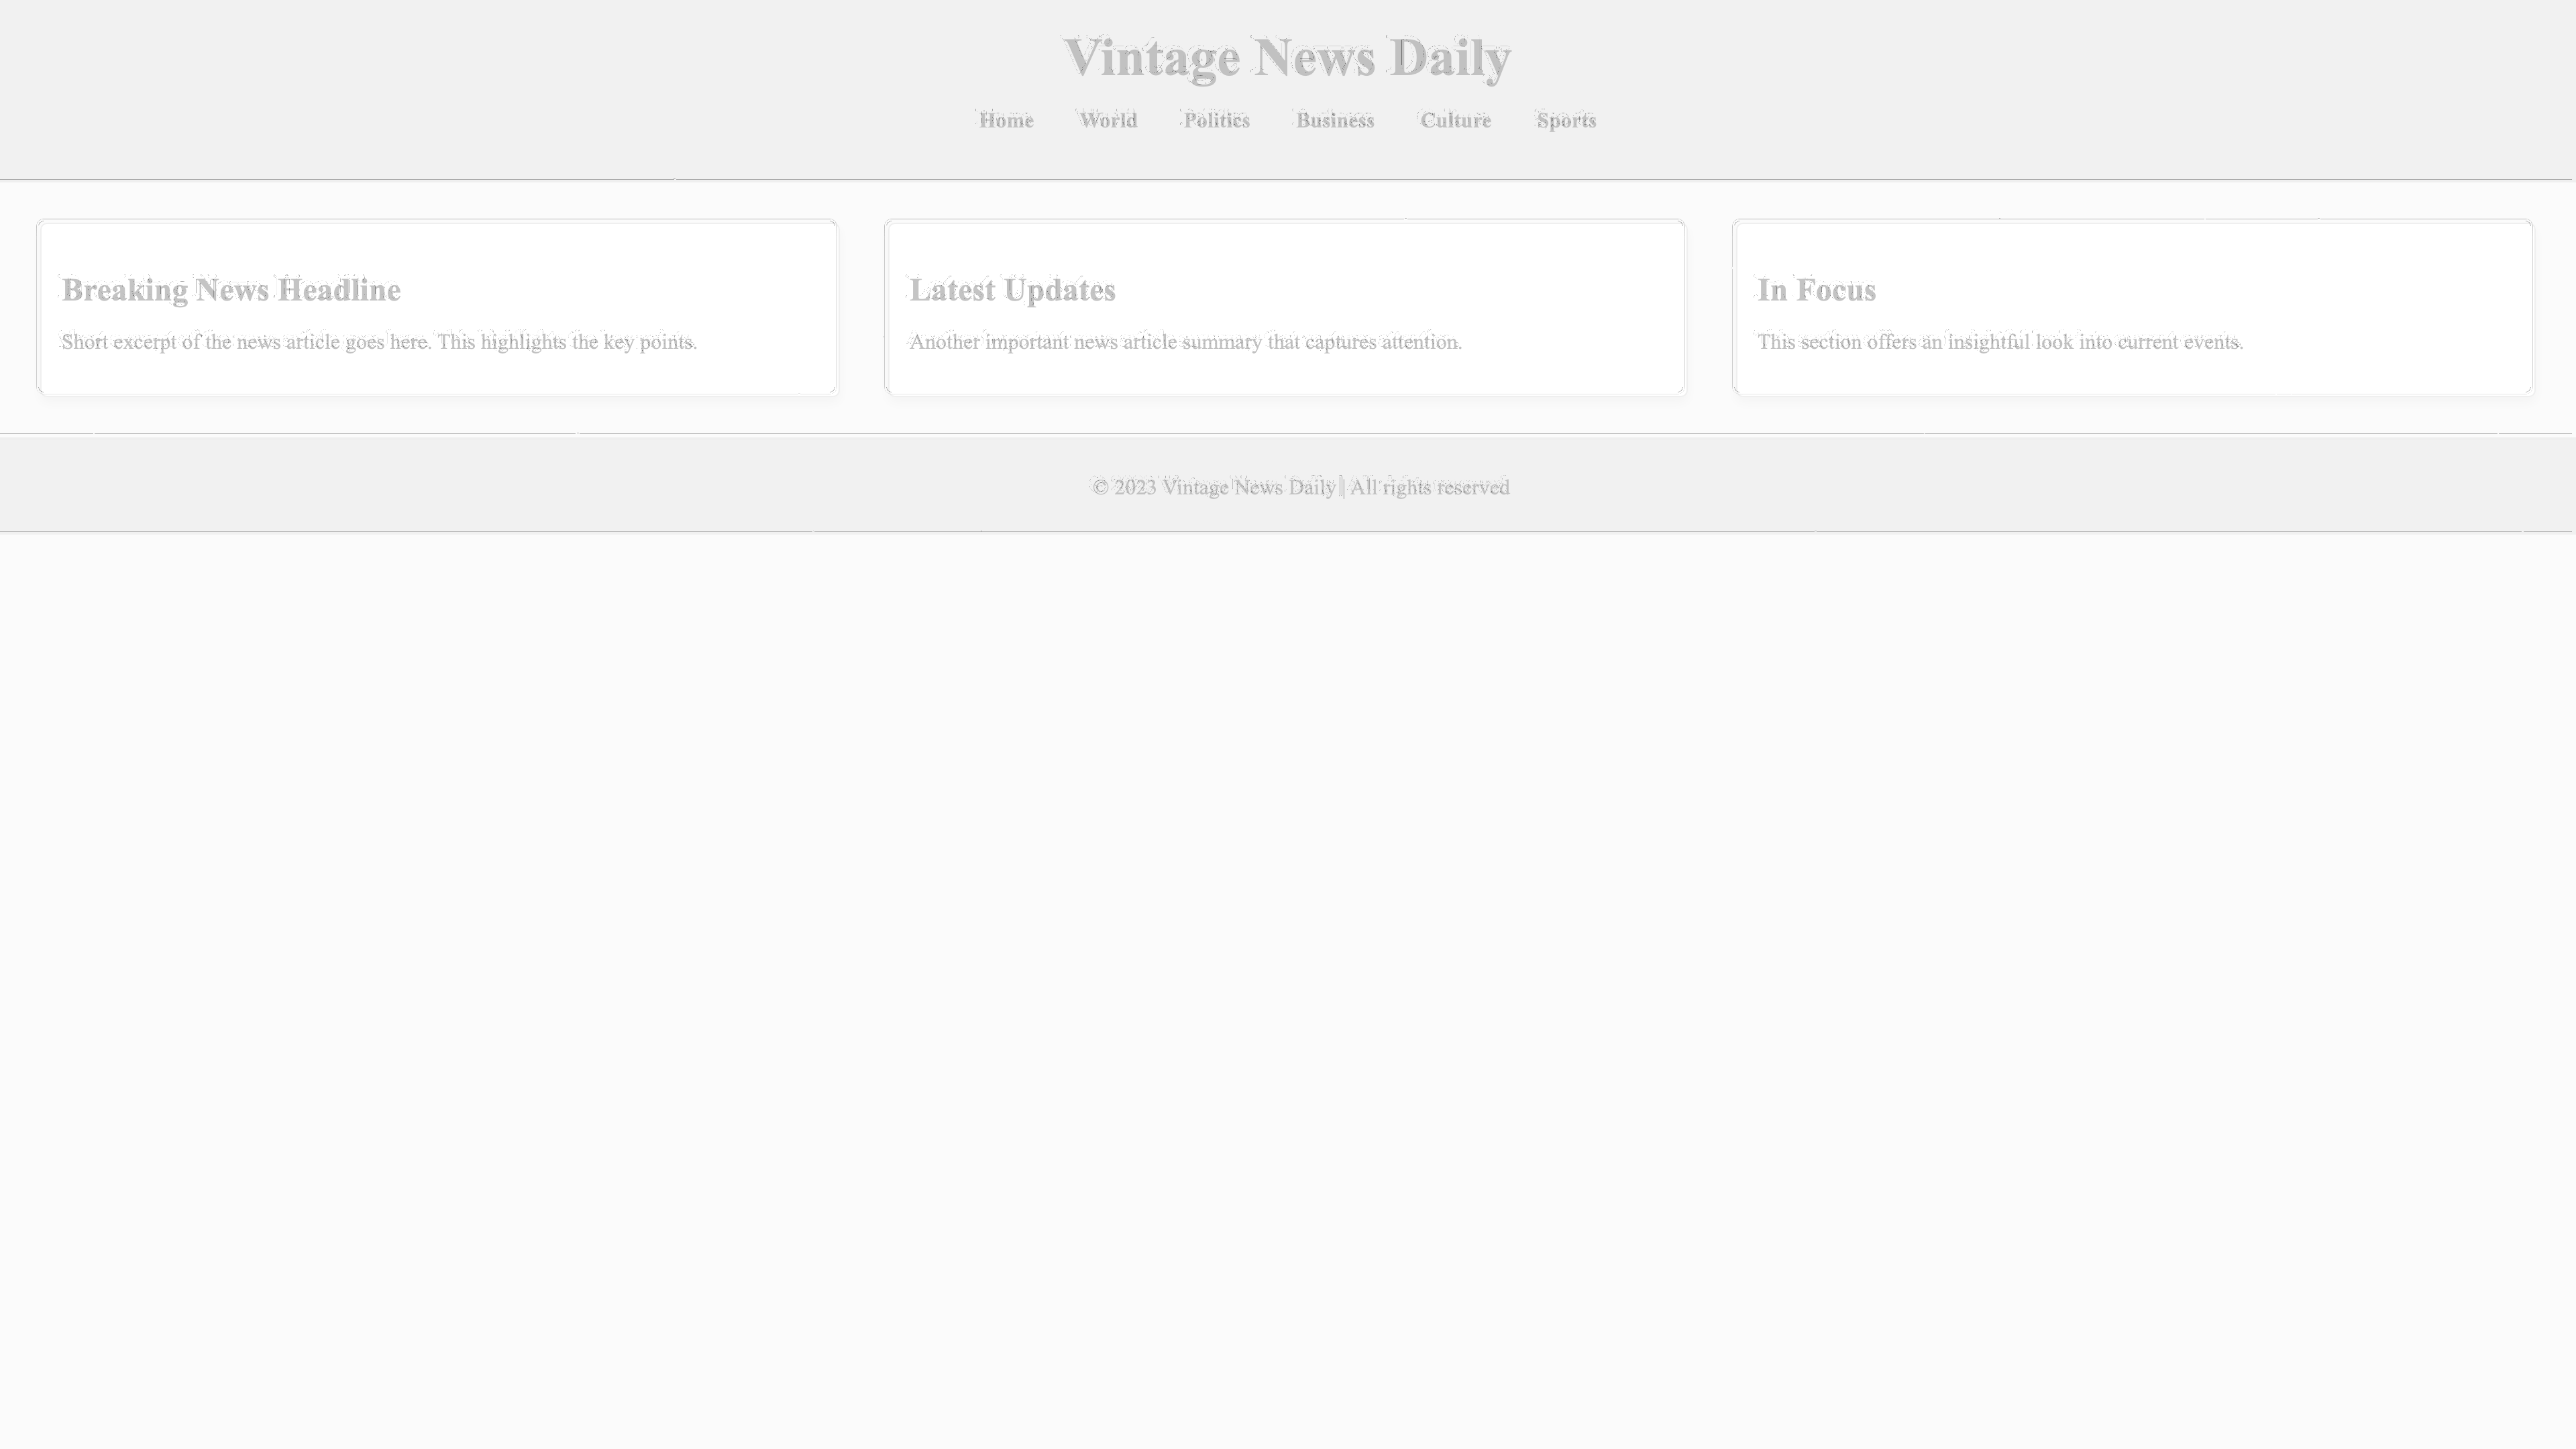 Vintage News Daily
Home World Politics Business Culture Sports
Breaking News Headline
Short excerpt of the news article goes here. This highlights the key points.
Latest Updates
Another important news article summary that captures attention.
In Focus
This section offers an insightful look into current events.
© 2023 Vintage News Daily | All rights reserved